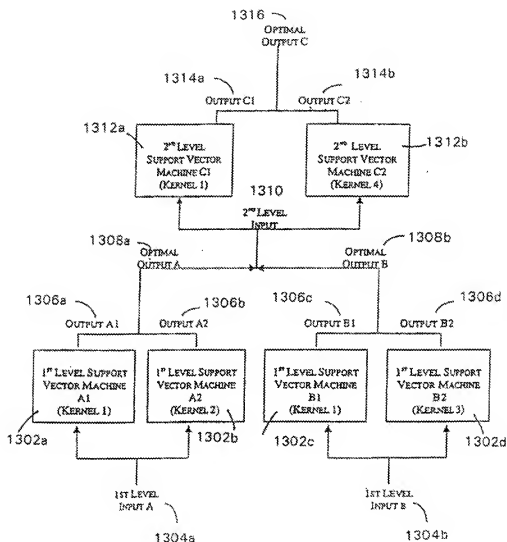 1316
OPTIMAL
OUTPUT C
1314a
1314b
OUTPUT C1
OUTPUT C2
1312a
2ND LEVEL
SUPPORT VECTOR
MACHINE C1
(KERNEL 1)
2ND LEVEL
SUPPORT VECTOR
MACHINE C2
(KERNEL 4)
1312b
1310
2ND LEVEL
INPUT
1308a
OPTIMAL
OUTPUT A
1308b
OPTIMAL
OUTPUT B
1306a
1306b
1306c
1306d
OUTPUT A1
OUTPUT A2
OUTPUT B1
OUTPUT B2
1ST LEVEL SUPPORT
VECTOR MACHINE
A1
(KERNEL 1)
1ST LEVEL SUPPORT
VECTOR MACHINE
A2
(KERNEL 2)
1ST LEVEL SUPPORT
VECTOR MACHINE
B1
(KERNEL 1)
1ST LEVEL SUPPORT
VECTOR MACHINE
B2
(KERNEL 3)
1302a
1302b
1302c
1302d
1ST LEVEL
INPUT A
1304a
1ST LEVEL
INPUT B
1304b